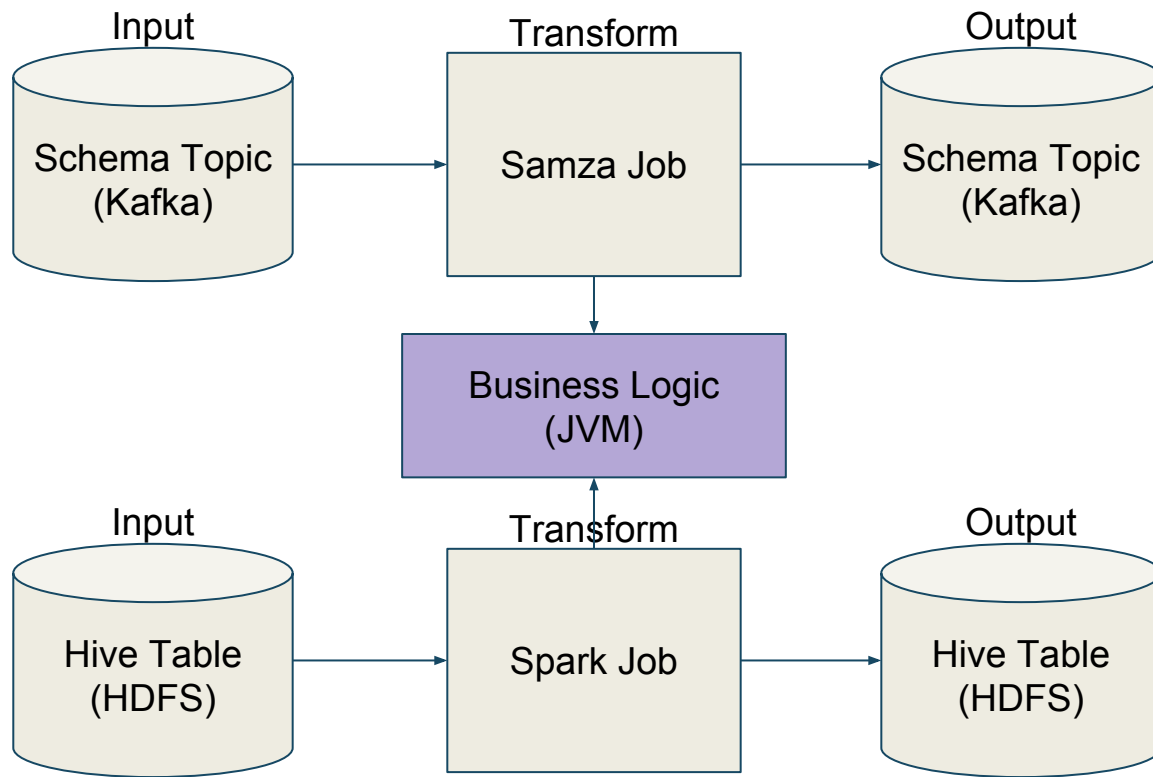 Input
Transform
Output
Schema Topic
(Kafka)
Samza Job
Schema Topic
(Kafka)
Business Logic
(JVM)
Input
Transform
Output
Hive Table
(HDFS)
Spark Job
Hive Table
(HDFS)